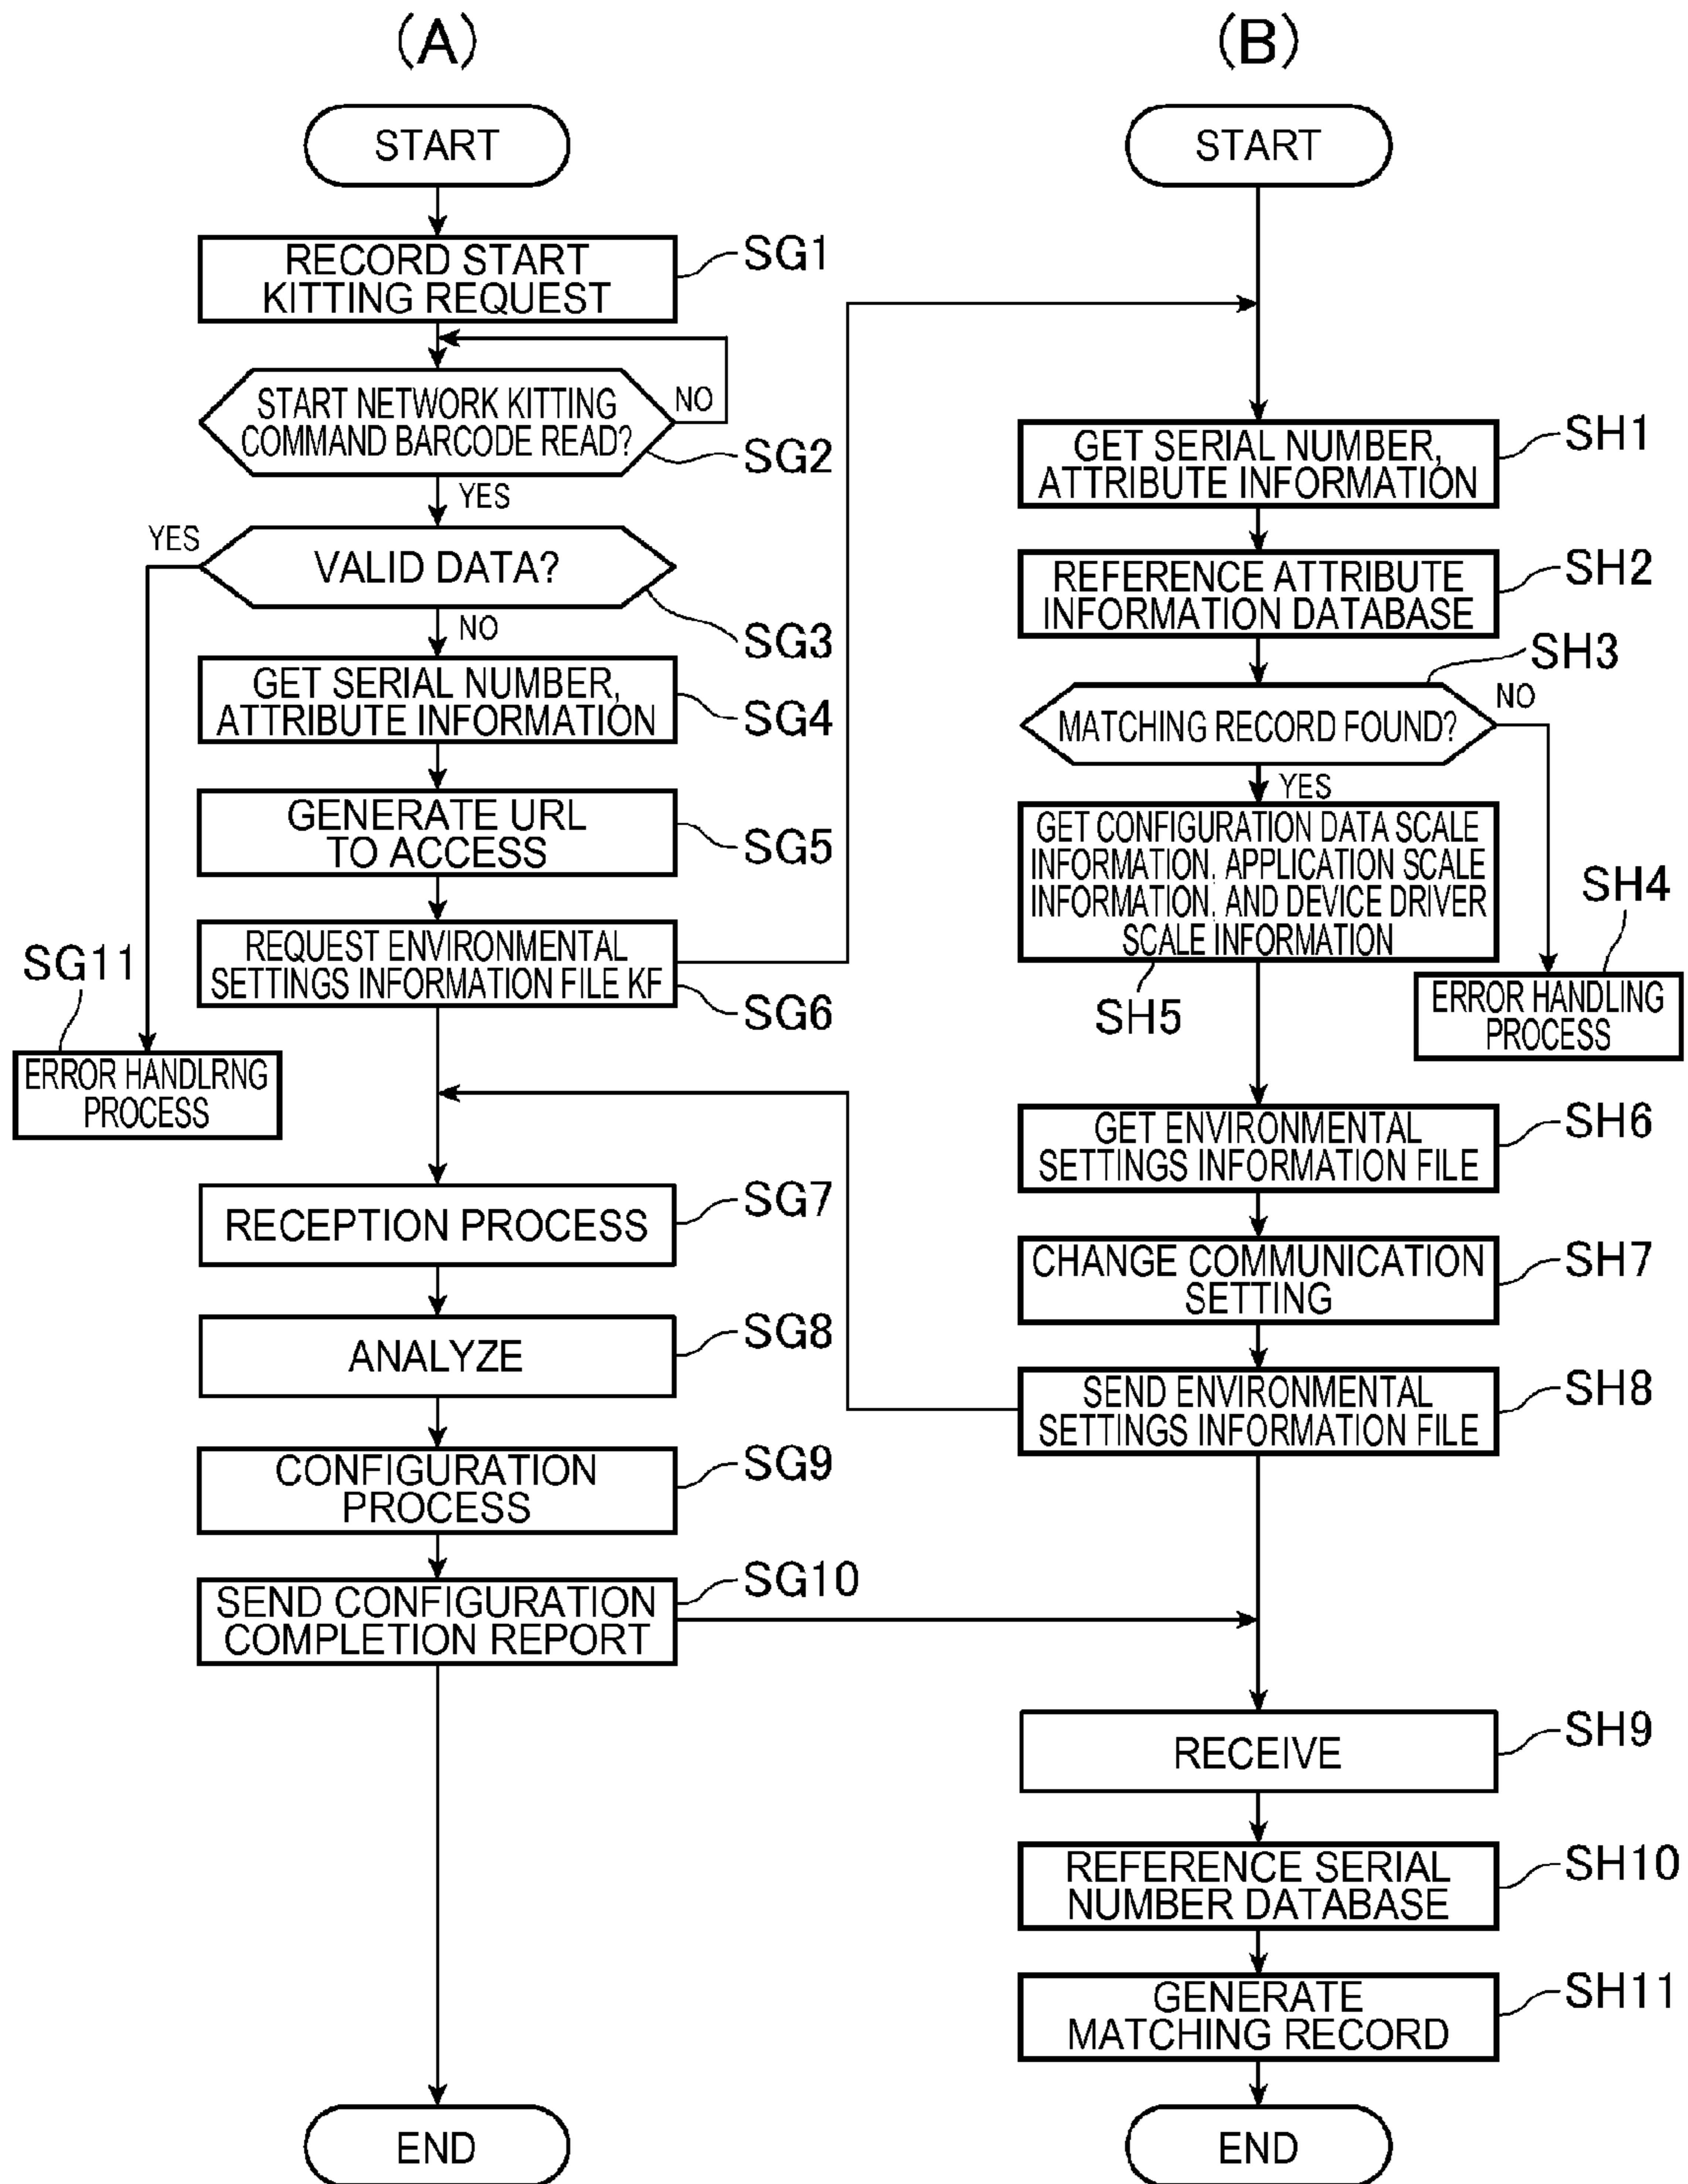 (A)
START
RECORD START
KITTING REQUEST
SG1
START NETWORK KITTING
COMMAND BARCODE READ?
NO
SG2
YES
YES
VALID DATA?
SG3
NO
GET SERIAL NUMBER,
ATTRIBUTE INFORMATION
SG4
GENERATE URL
TO ACCESS
SG5
REQUEST ENVIRONMENTAL
SETTINGS INFORMATION FILE KF
SG6
SG11
ERROR HANDLRNG
PROCESS
RECEPTION PROCESS
SG7
ANALYZE
SG8
CONFIGURATION
PROCESS
SG9
SEND CONFIGURATION
COMPLETION REPORT
SG10
END
(B)
START
GET SERIAL NUMBER,
ATTRIBUTE INFORMATION
SH1
REFERENCE ATTRIBUTE
INFORMATION DATABASE
SH2
SH3
MATCHING RECORD FOUND?
NO
YES
GET CONFIGURATION DATA SCALE
INFORMATION, APPLICATION SCALE
INFORMATION, AND DEVICE DRIVER
SCALE INFORMATION
SH5
SH4
ERROR HANDLING
PROCESS
GET ENVIRONMENTAL
SETTINGS INFORMATION FILE
SH6
CHANGE COMMUNICATION
SETTING
SH7
SEND ENVIRONMENTAL
SETTINGS INFORMATION FILE
SH8
RECEIVE
SH9
REFERENCE SERIAL
NUMBER DATABASE
SH10
GENERATE
MATCHING RECORD
SH11
END